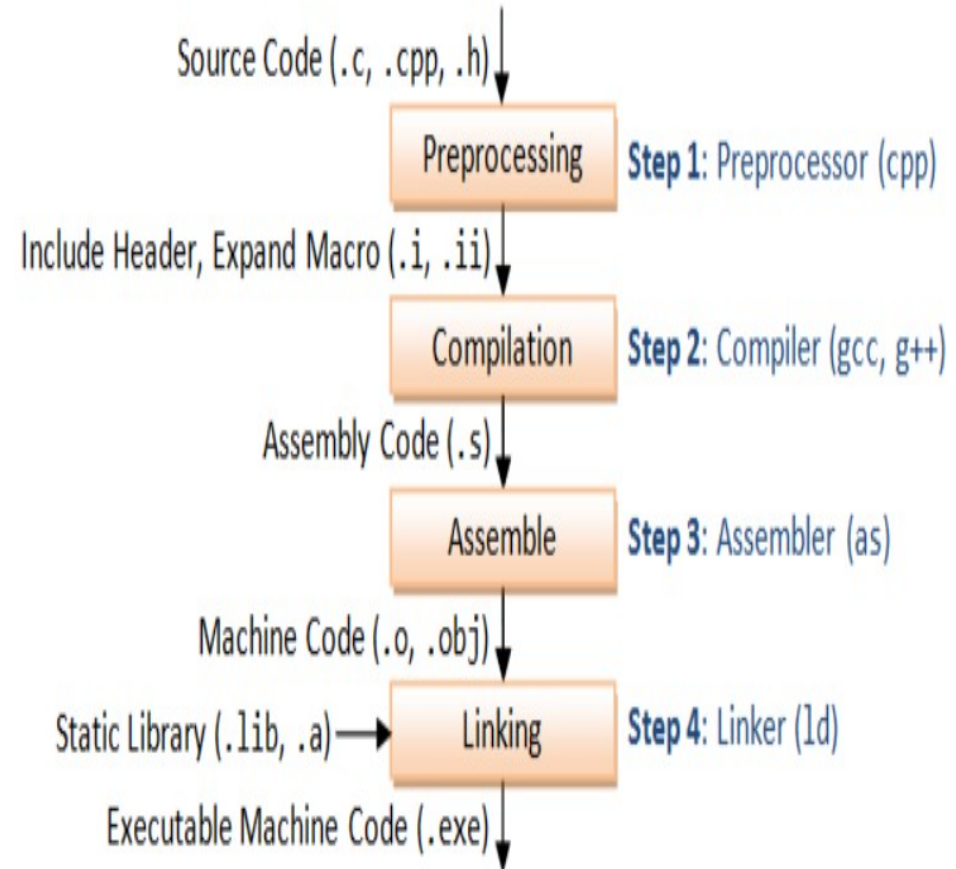 Source Code (.c, .cpp, .h)
Preprocessing
Step 1: Preprocessor (cpp)
Include Header, Expand Macro (.i, .ii)
Compilation
Step 2: Compiler (gcc, g++)
Assembly Code (.s)
Assemble
Step 3: Assembler (as)
Machine Code (.o, .obj)
Static Library (.lib, .a)
Linking
Step 4: Linker (ld)
Executable Machine Code (.exe)